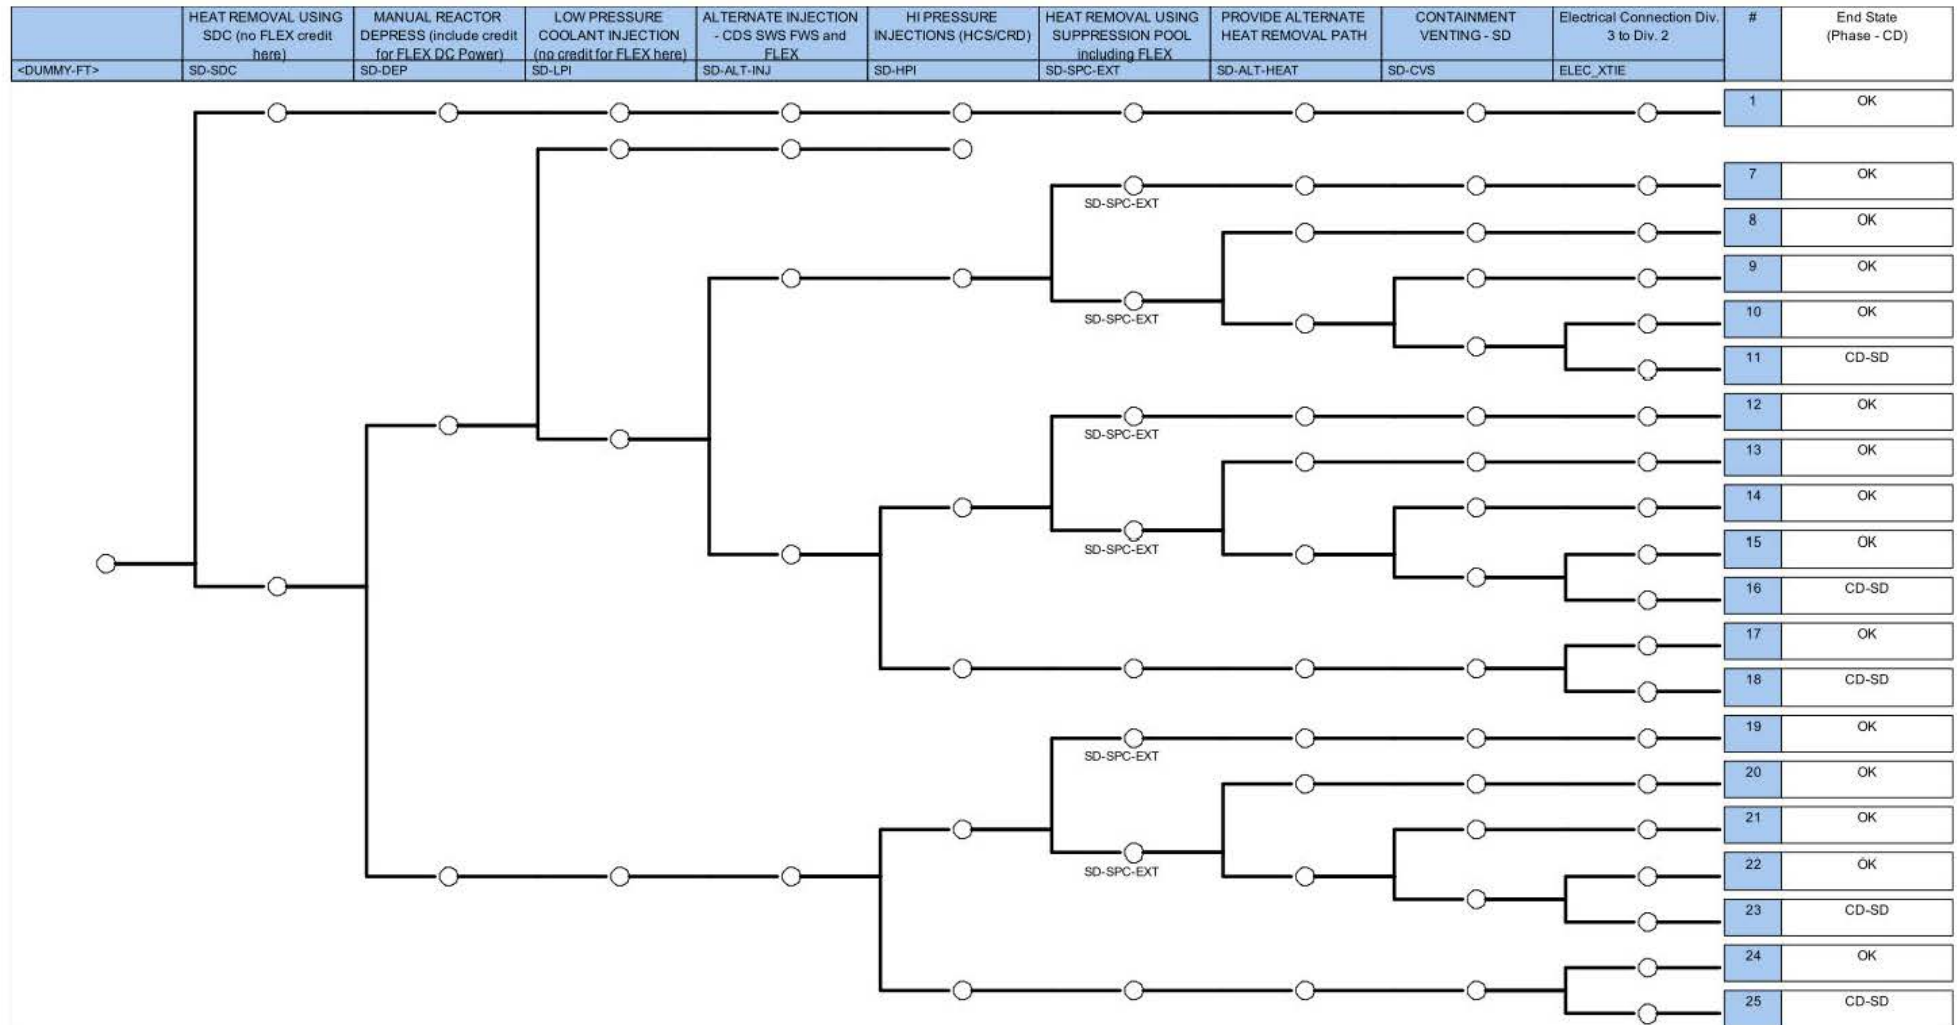 HEAT REMOVAL USING
SDC (no FLEX credit
here)
MANUAL REACTOR
DEPRESS (include credit
for FLEX DC Power)
LOW PRESSURE
COOLANT INJECTION
(no credit for FLEX here)
ALTERNATE INJECTION
- CDS SWS FWS and
FLEX
HI PRESSURE
INJECTIONS (HCS/CRD)
HEAT REMOVAL USING
SUPPRESSION POOL
including FLEX
PROVIDE ALTERNATE
HEAT REMOVAL PATH
CONTAINMENT
VENTING - SD
Electrical Connection Div.
3 to Div. 2
#
End State
(Phase - CD)
<DUMMY-FT>
SD-SDC
SD-DEP
SD-LPI
SD-ALT-INJ
SD-HPI
SD-SPC-EXT
SD-ALT-HEAT
SD-CVS
ELEC_XTIE
1 OK
7 OK
SD-SPC-EXT
8 OK
9 OK
SD-SPC-EXT
10 OK
11 CD-SD
12 OK
SD-SPC-EXT
13 OK
14 OK
15 OK
SD-SPC-EXT
16 CD-SD
17 OK
18 CD-SD
19 OK
SD-SPC-EXT
20 OK
21 OK
22 OK
SD-SPC-EXT
23 CD-SD
24 OK
25 CD-SD